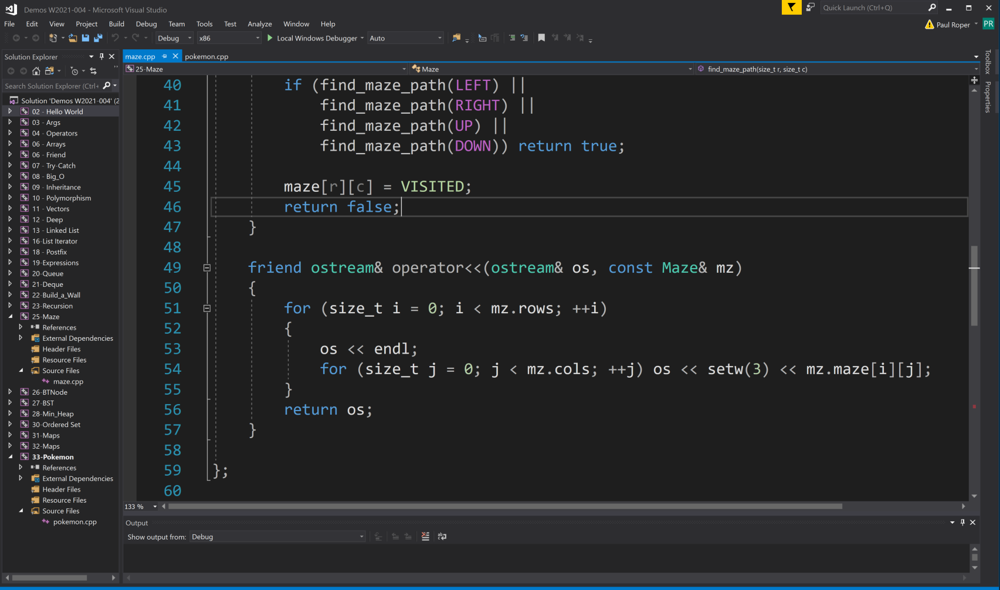 Demos W2021-004 - Microsoft Visual Studio
Quick Launch (Ctrl+Q)
File Edit View Project Build Debug Team Tools Test Analyze Window Help
Paul Roper PR
Debug x86 Local Windows Debugger Auto
Solution Explorer
Search Solution Explorer (Ctrl+
Solution 'Demos W2021-004' (2
02 - Hello World
03 - Args
04 - Operators
06 - Arrays
06 - Friend
07 - Try-Catch
08 - Big_O
09 - Inheritance
10 - Polymorphism
11 - Vectors
12 - Deep
13 - Linked List
16-List Iterator
18 - Postfix
19-Expressions
20-Queue
21-Deque
22-Build_a_Wall
23-Recursion
25-Maze
References
External Dependencies
Header Files
Resource Files
Source Files
maze.cpp
26-BTNode
27-BST
28-Min_Heap
30-Ordered Set
31-Maps
32-Maps
33-Pokemon
References
External Dependencies
Header Files
Resource Files
Source Files
pokemon.cpp
maze.cpp pokemon.cpp
25-Maze Maze find_maze_path(size_t r, size_t c)
40 if (find_maze_path(LEFT) ||
41 find_maze_path(RIGHT) ||
42 find_maze_path(UP) ||
43 find_maze_path(DOWN)) return true;
44
45 maze[r][c] = VISITED;
46 return false;
47 }
48
49 friend ostream& operator<<(ostream& os, const Maze& mz)
50 {
51 for (size_t i = 0; i < mz.rows; ++i)
52 {
53 os << endl;
54 for (size_t j = 0; j < mz.cols; ++j) os << setw(3) << mz.maze[i][j];
55 }
56 return os;
57 }
58
59 };
60
133 %
Output
Show output from: Debug
Toolbox
Properties